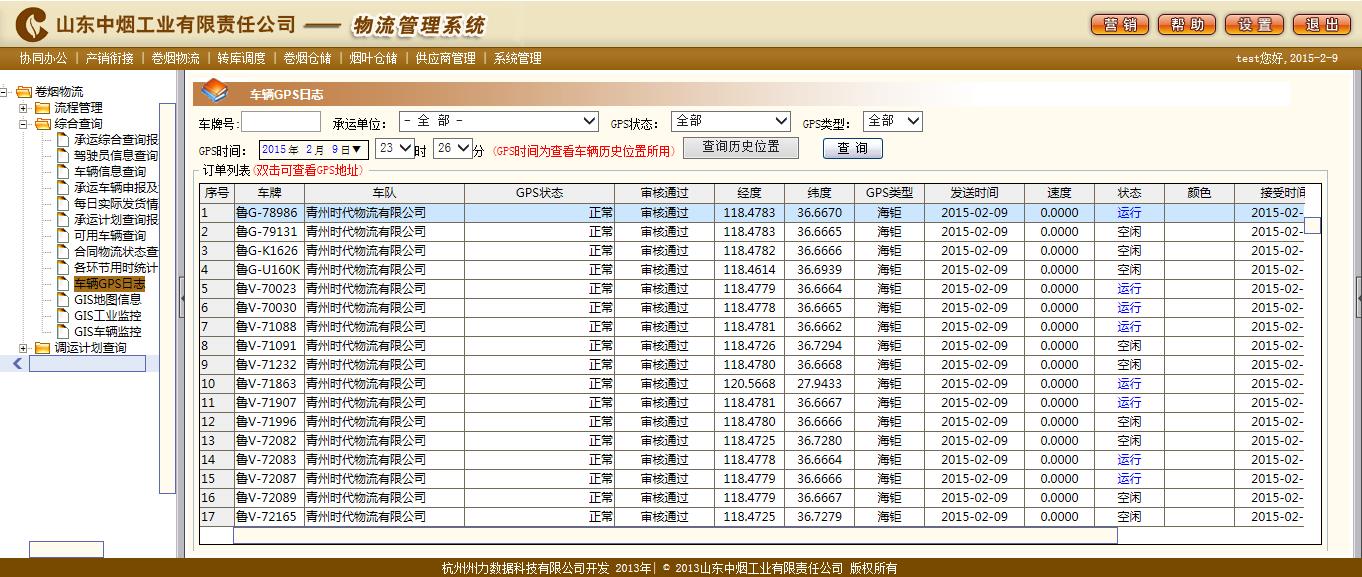 山东中烟工业有限责任公司 —— 物流管理系统
营 销 帮 助 设 置 退 出
协同办公 | 产销衔接 | 卷烟物流 | 转库调度 | 卷烟仓储 | 烟叶仓储 | 供应商管理 | 系统管理
test您好,2015-2-9
卷烟物流
流程管理
综合查询
承运综合查询报
驾驶员信息查询
车辆信息查询
承运车辆申报及
每日实际发货情
承运计划查询报
可用车辆查询
合同物流状态查
各环节用时统计
车辆GPS日志
GIS地图信息
GIS工业监控
GIS车辆监控
调运计划查询
车辆GPS日志
车牌号: 承运单位: - 全 部 - GPS状态: 全部 GPS类型: 全部
GPS时间: 2015 年 2 月 9 日 23 时 26 分 (GPS时间为查看车辆历史位置所用) 查询历史位置 查 询
订单列表(双击可查看GPS地址)
序号 车牌 车队 GPS状态 审核通过 经度 纬度 GPS类型 发送时间 速度 状态 颜色 接受时间
1 鲁G-78986 青州时代物流有限公司 正常 审核通过 118.4783 36.6670 海钜 2015-02-09 0.0000 运行 2015-02-
2 鲁G-79131 青州时代物流有限公司 正常 审核通过 118.4783 36.6665 海钜 2015-02-09 0.0000 空闲 2015-02-
3 鲁G-K1626 青州时代物流有限公司 正常 审核通过 118.4782 36.6666 海钜 2015-02-09 0.0000 空闲 2015-02-
4 鲁G-U160K 青州时代物流有限公司 正常 审核通过 118.4614 36.6939 海钜 2015-02-09 0.0000 空闲 2015-02-
5 鲁V-70023 青州时代物流有限公司 正常 审核通过 118.4779 36.6664 海钜 2015-02-09 0.0000 运行 2015-02-
6 鲁V-70030 青州时代物流有限公司 正常 审核通过 118.4778 36.6665 海钜 2015-02-09 0.0000 运行 2015-02-
7 鲁V-71088 青州时代物流有限公司 正常 审核通过 118.4781 36.6662 海钜 2015-02-09 0.0000 运行 2015-02-
8 鲁V-71091 青州时代物流有限公司 正常 审核通过 118.4726 36.7294 海钜 2015-02-09 0.0000 空闲 2015-02-
9 鲁V-71232 青州时代物流有限公司 正常 审核通过 118.4780 36.6668 海钜 2015-02-09 0.0000 空闲 2015-02-
10 鲁V-71863 青州时代物流有限公司 正常 审核通过 120.5668 27.9433 海钜 2015-02-09 0.0000 运行 2015-02-
11 鲁V-71907 青州时代物流有限公司 正常 审核通过 118.4781 36.6667 海钜 2015-02-09 0.0000 运行 2015-02-
12 鲁V-71996 青州时代物流有限公司 正常 审核通过 118.4780 36.6666 海钜 2015-02-09 0.0000 空闲 2015-02-
13 鲁V-72082 青州时代物流有限公司 正常 审核通过 118.4725 36.7280 海钜 2015-02-09 0.0000 空闲 2015-02-
14 鲁V-72083 青州时代物流有限公司 正常 审核通过 118.4778 36.6664 海钜 2015-02-09 0.0000 运行 2015-02-
15 鲁V-72087 青州时代物流有限公司 正常 审核通过 118.4779 36.6666 海钜 2015-02-09 0.0000 运行 2015-02-
16 鲁V-72089 青州时代物流有限公司 正常 审核通过 118.4779 36.6667 海钜 2015-02-09 0.0000 空闲 2015-02-
17 鲁V-72165 青州时代物流有限公司 正常 审核通过 118.4725 36.7279 海钜 2015-02-09 0.0000 空闲 2015-02-
杭州州力数据科技有限公司开发 2013年| © 2013山东中烟工业有限责任公司 版权所有